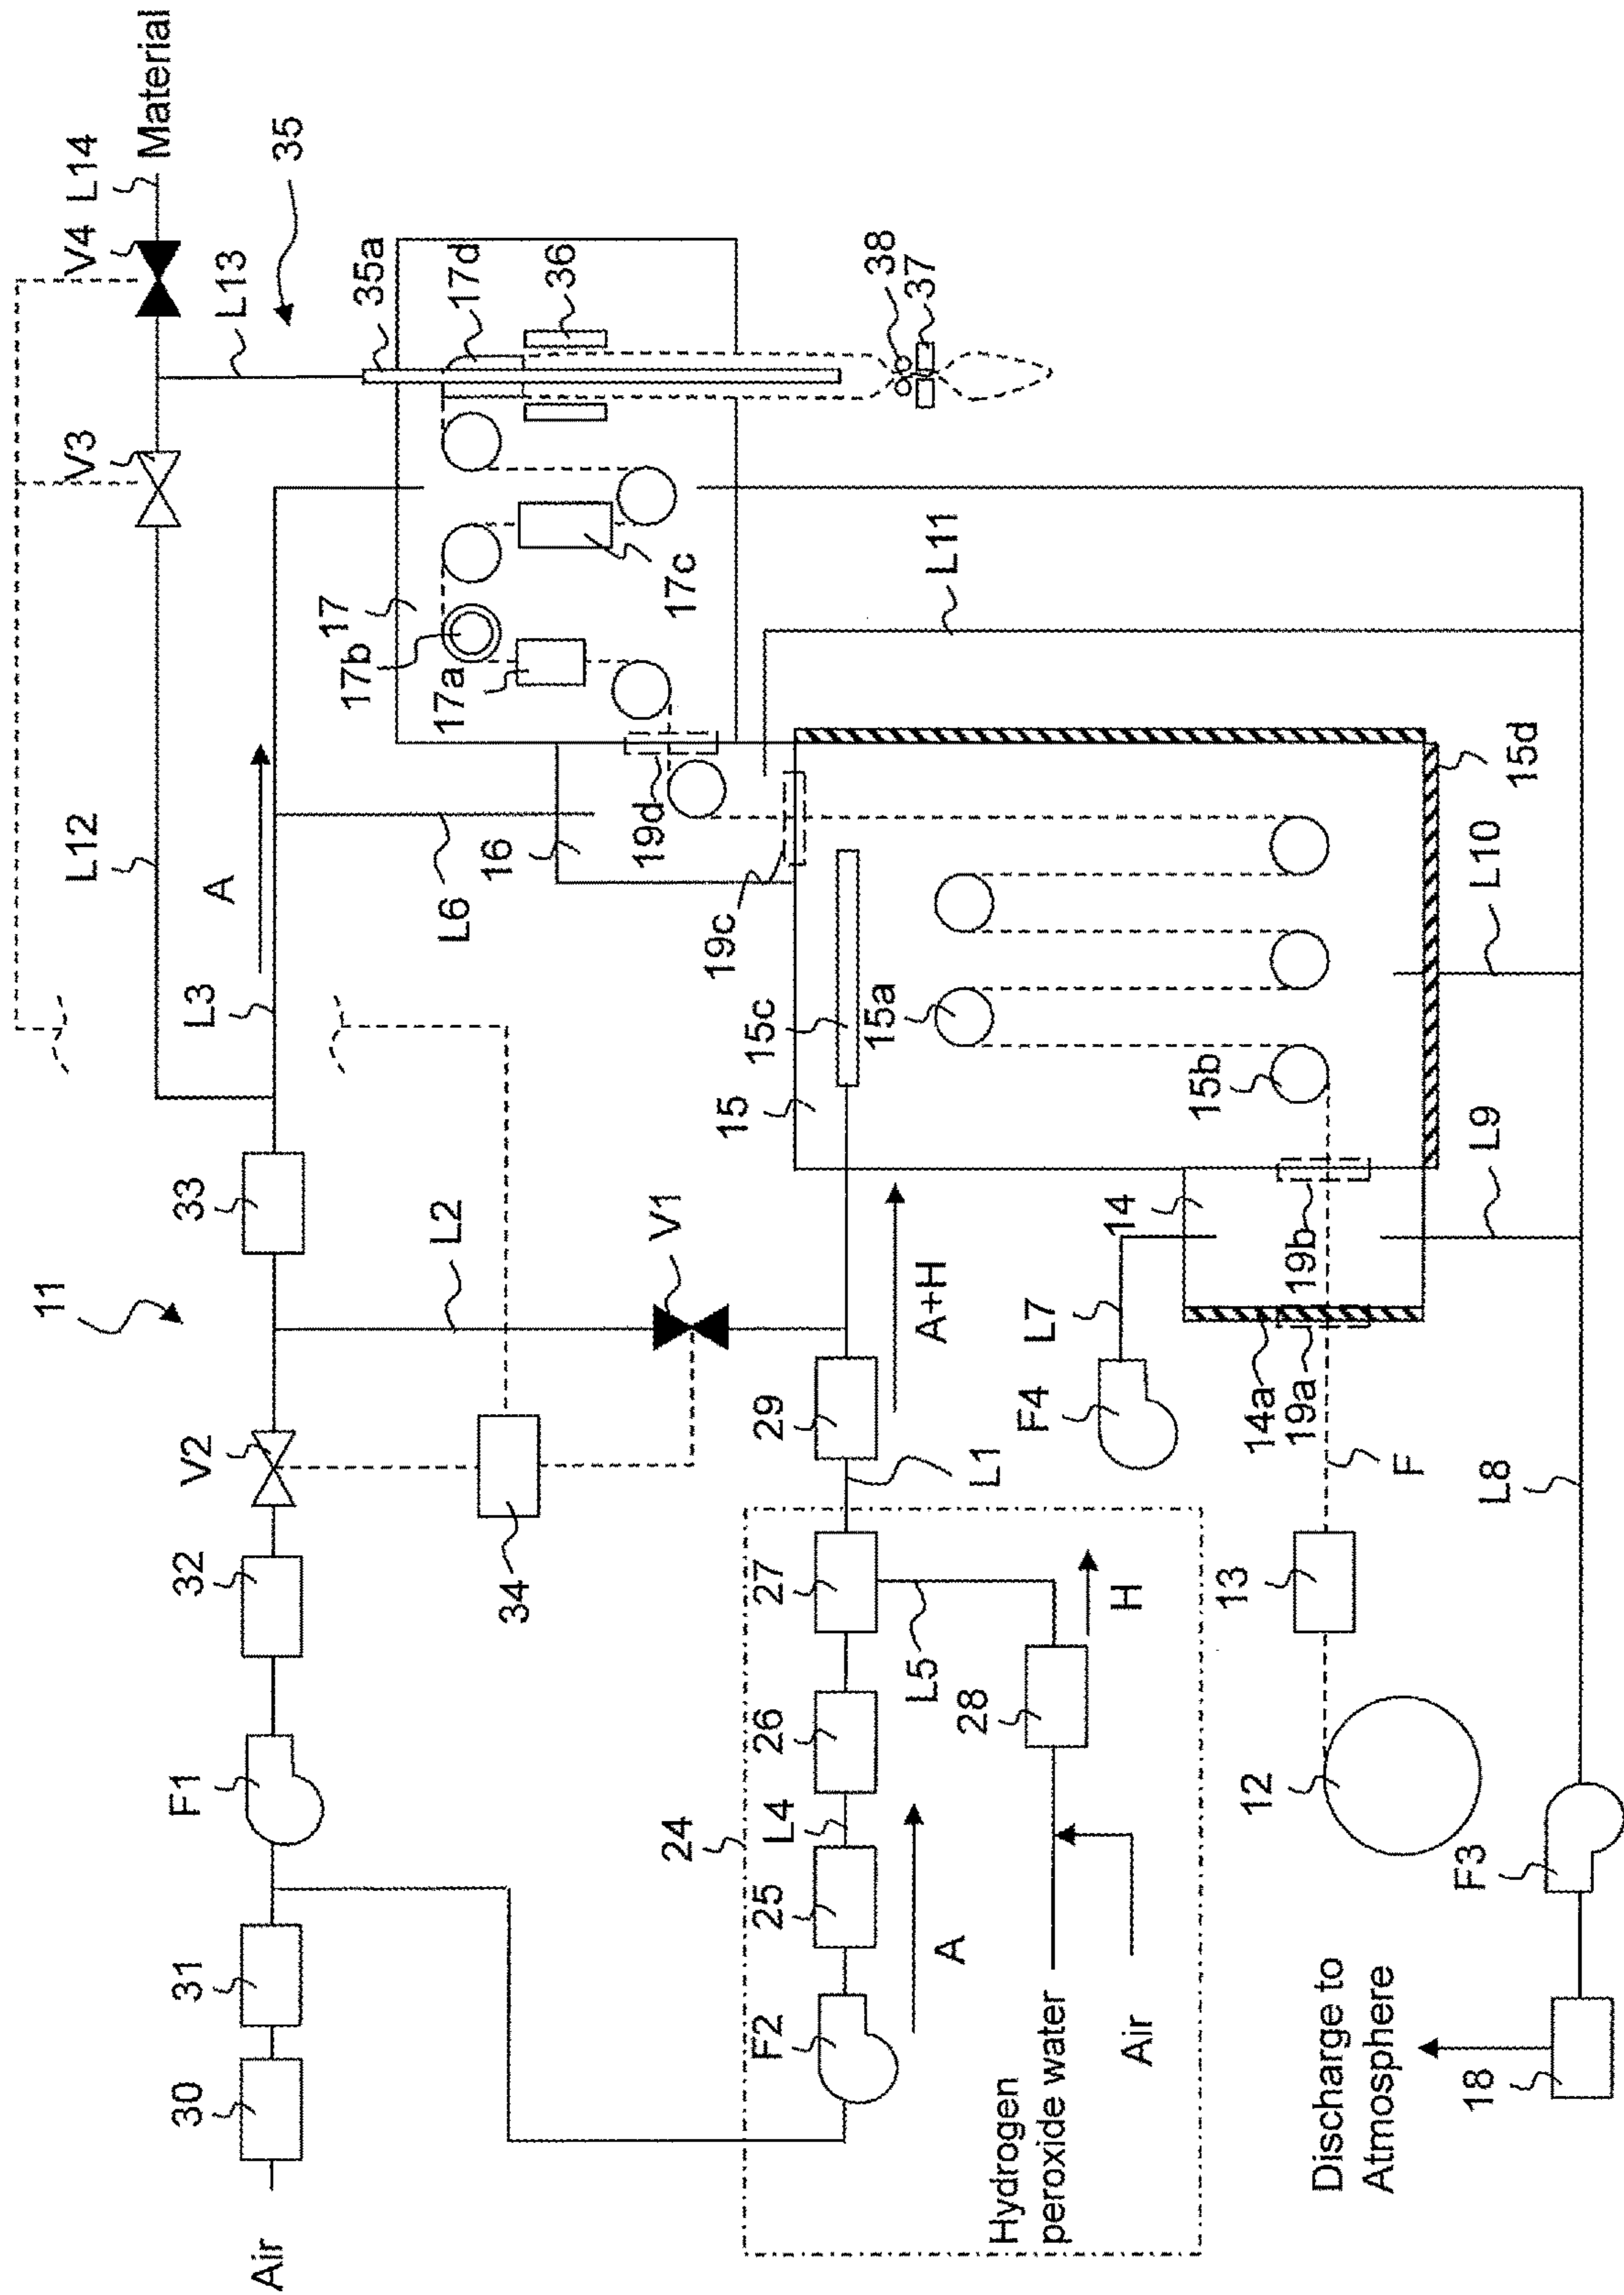 11
Air
30
31
F1
32
V2
33
L3
A
L12
V3
V4
L14
Material
L13
35
35a
17d
36
38
37
34
L2
V1
L6
16
19d
19c
17
17b
17a
17c
L11
24
F2
25
L4
26
27
A
L5
28
H
Hydrogen
peroxide water
Air
29
L1
A+H
15
15c
15a
15b
15d
F4
L7
14
14a
19a
19b
F
13
12
L9
L10
L8
F3
18
Discharge to
Atmosphere